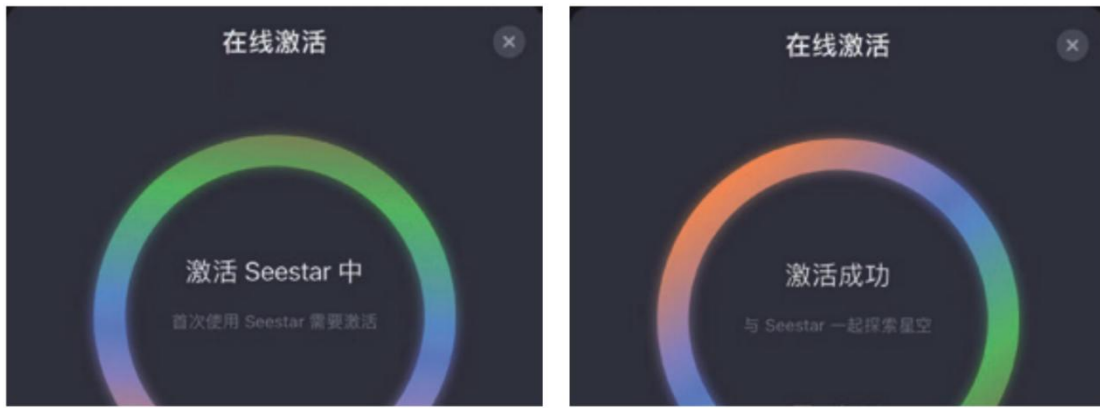 在线激活
激活 Seestar 中
首次使用 Seestar 需要激活
在线激活
激活成功
与 Seestar 一起探索星空